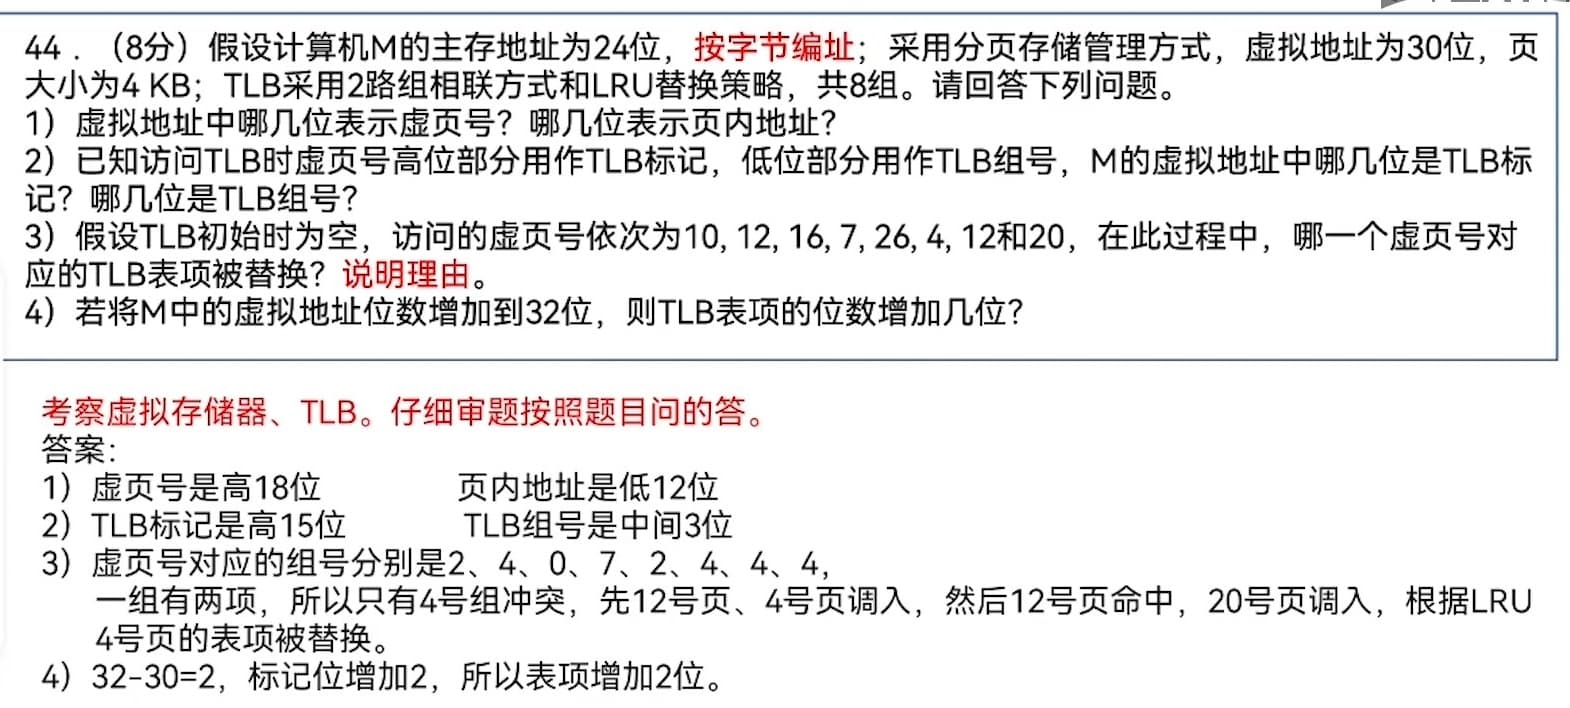 44．（8分）假设计算机M的主存地址为24位，按字节编址；采用分页存储管理方式，虚拟地址为30位，页
大小为4 KB；TLB采用2路组相联方式和LRU替换策略，共8组。请回答下列问题。
1）虚拟地址中哪几位表示虚页号？哪几位表示页内地址？
2）已知访问TLB时虚页号高位部分用作TLB标记，低位部分用作TLB组号，M的虚拟地址中哪几位是TLB标
记？哪几位是TLB组号？
3）假设TLB初始时为空，访问的虚页号依次为10, 12, 16, 7, 26, 4, 12和20，在此过程中，哪一个虚页号对
应的TLB表项被替换？说明理由。
4）若将M中的虚拟地址位数增加到32位，则TLB表项的位数增加几位？
考察虚拟存储器、TLB。仔细审题按照题目问的答。
答案：
1）虚页号是高18位 页内地址是低12位
2）TLB标记是高15位 TLB组号是中间3位
3）虚页号对应的组号分别是2、4、0、7、2、4、4、4，
一组有两项，所以只有4号组冲突，先12号页、4号页调入，然后12号页命中，20号页调入，根据LRU
4号页的表项被替换。
4）32-30=2，标记位增加2，所以表项增加2位。